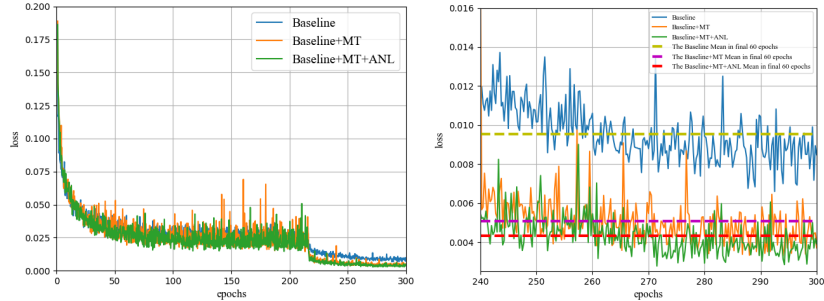 0.200
0.175
0.150
0.125
0.100
0.075
0.050
0.025
0.000
loss
0
50
100
150
200
250
300
epochs
Baseline
Baseline+MT
Baseline+MT+ANL
0.016
0.014
0.012
0.010
0.008
0.006
0.004
loss
240
250
260
270
280
290
300
epochs
Baseline
Baseline+MT
Baseline+MT+ANL
The Baseline Mean in final 60 epochs
The Baseline+MT Mean in final 60 epochs
The Baseline+MT+ANL Mean in final 60 epochs